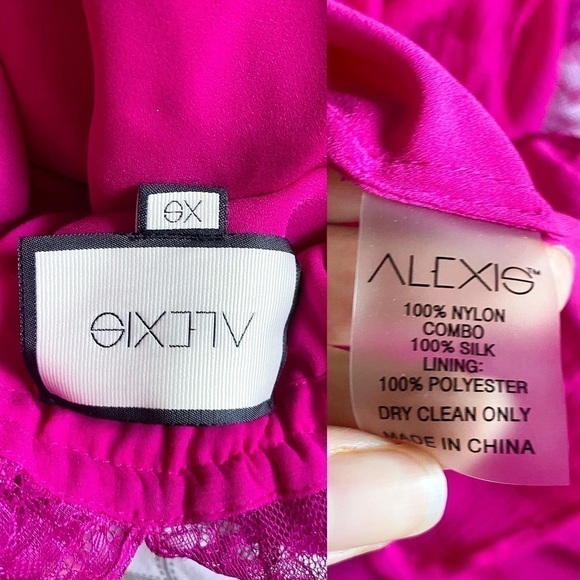 XS
ALEXIS
ALEXIS™
100% NYLON
COMBO
100% SILK
LINING:
100% POLYESTER
DRY CLEAN ONLY
MADE IN CHINA